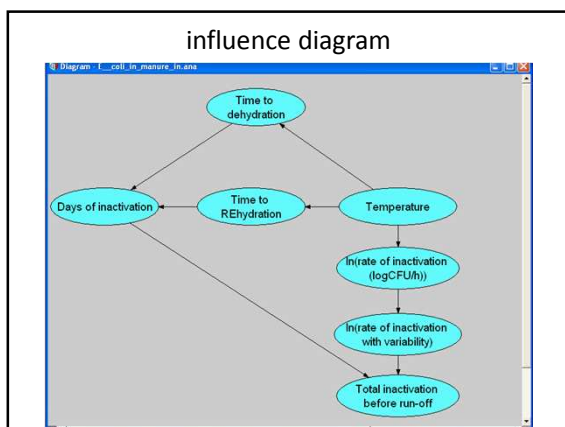 influence diagram
Diagram - E__coli_in_manure_in.ana
Time to
dehydration
Days of inactivation
Time to
REhydration
Temperature
ln(rate of inactivation
(logCFU/h))
ln(rate of inactivation
with variability)
Total inactivation
before run-off